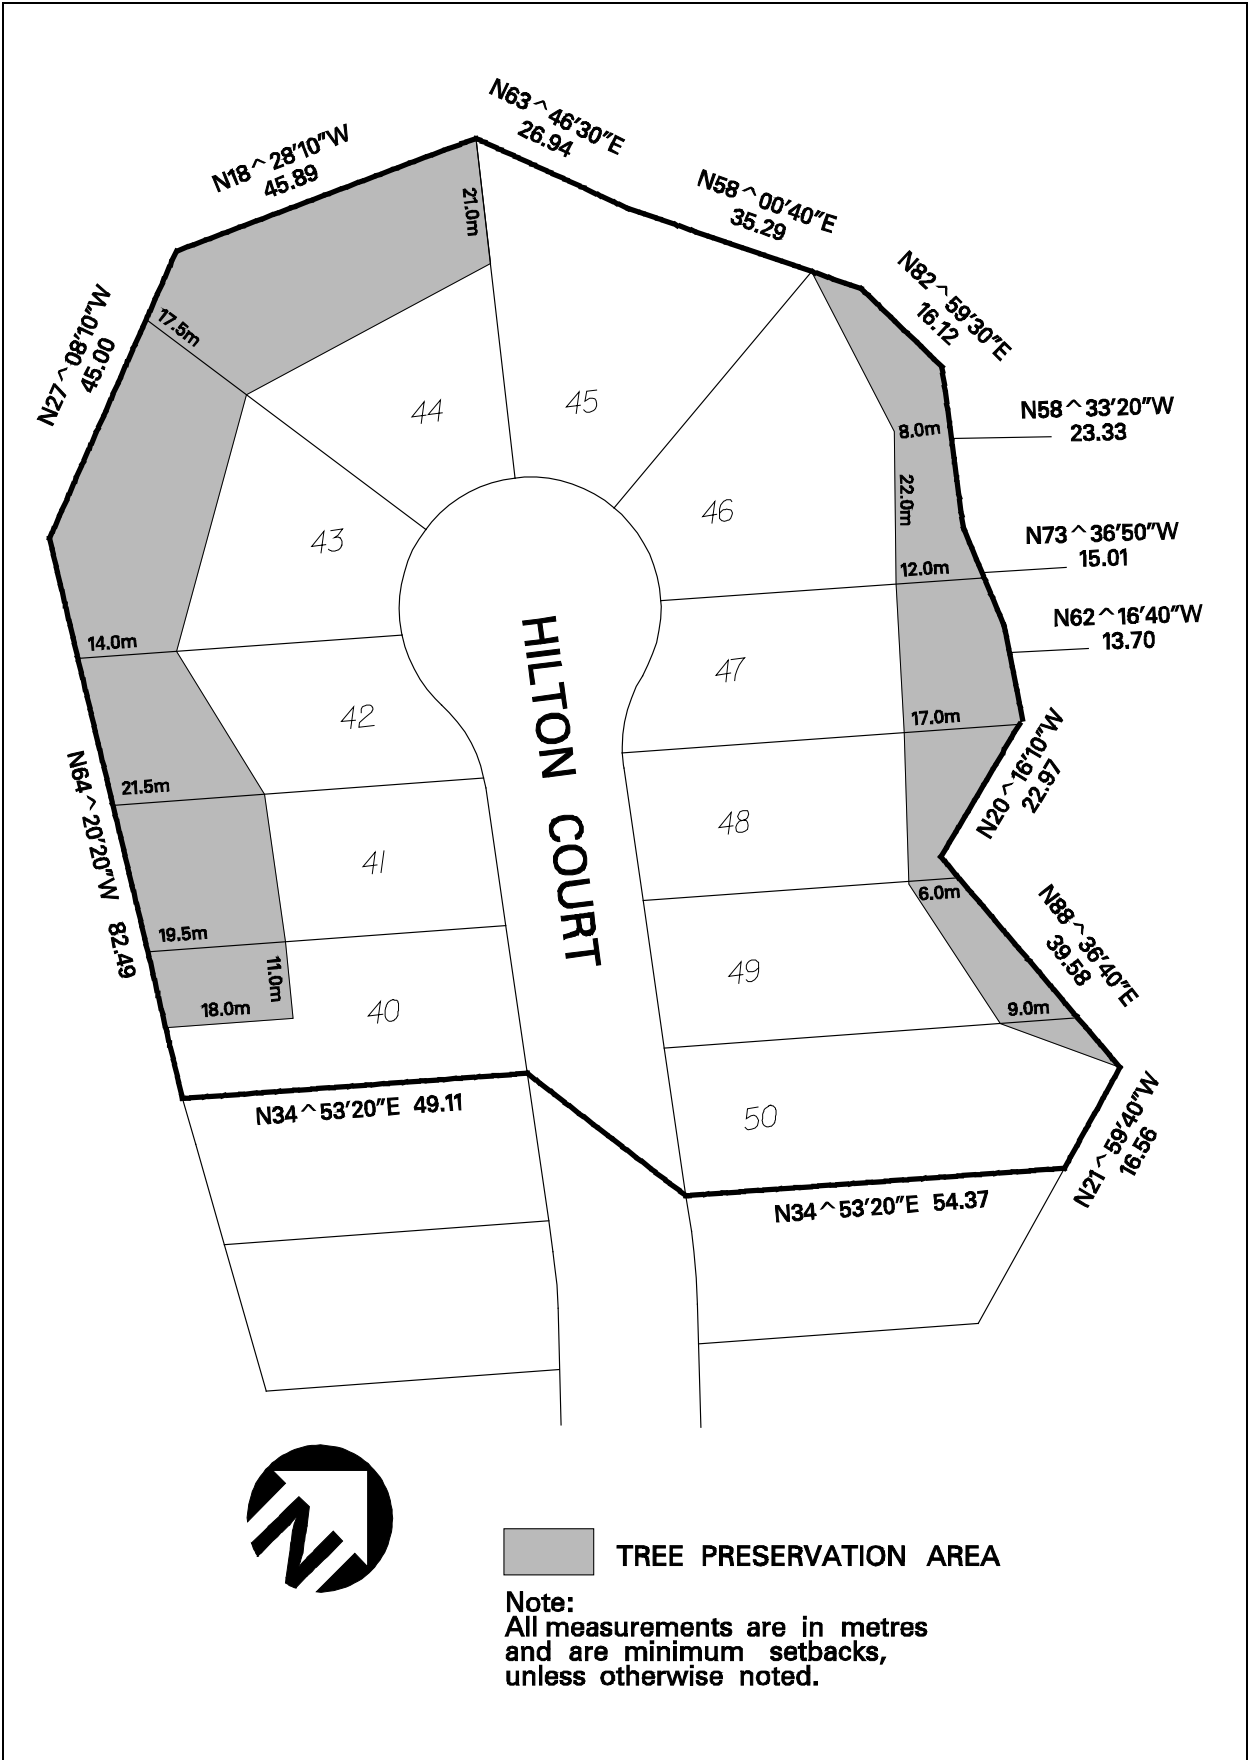 N63^46'30"E
26.94
N18^28'10"W
45.89
N58^00'40"E
35.29
21.0m
N82^59'30"E
16.12
N27^08'10"W
45.00
17.5m
N58^33'20"W
23.33
44
45
8.0m
22.0m
46
43
N73^36'50"W
15.01
12.0m
N62^16'40"W
13.70
14.0m
HILTON COURT
47
42
17.0m
N20^16'10"W
22.97
21.5m
N64^20'20"W 82.49
48
41
6.0m
N88^36'40"E
39.58
19.5m
11.0m
49
18.0m
40
9.0m
N34^53'20"E 49.11
50
N21^59'40"W
16.56
N34^53'20"E 54.37
N
TREE PRESERVATION AREA
Note:
All measurements are in metres
and are minimum setbacks,
unless otherwise noted.